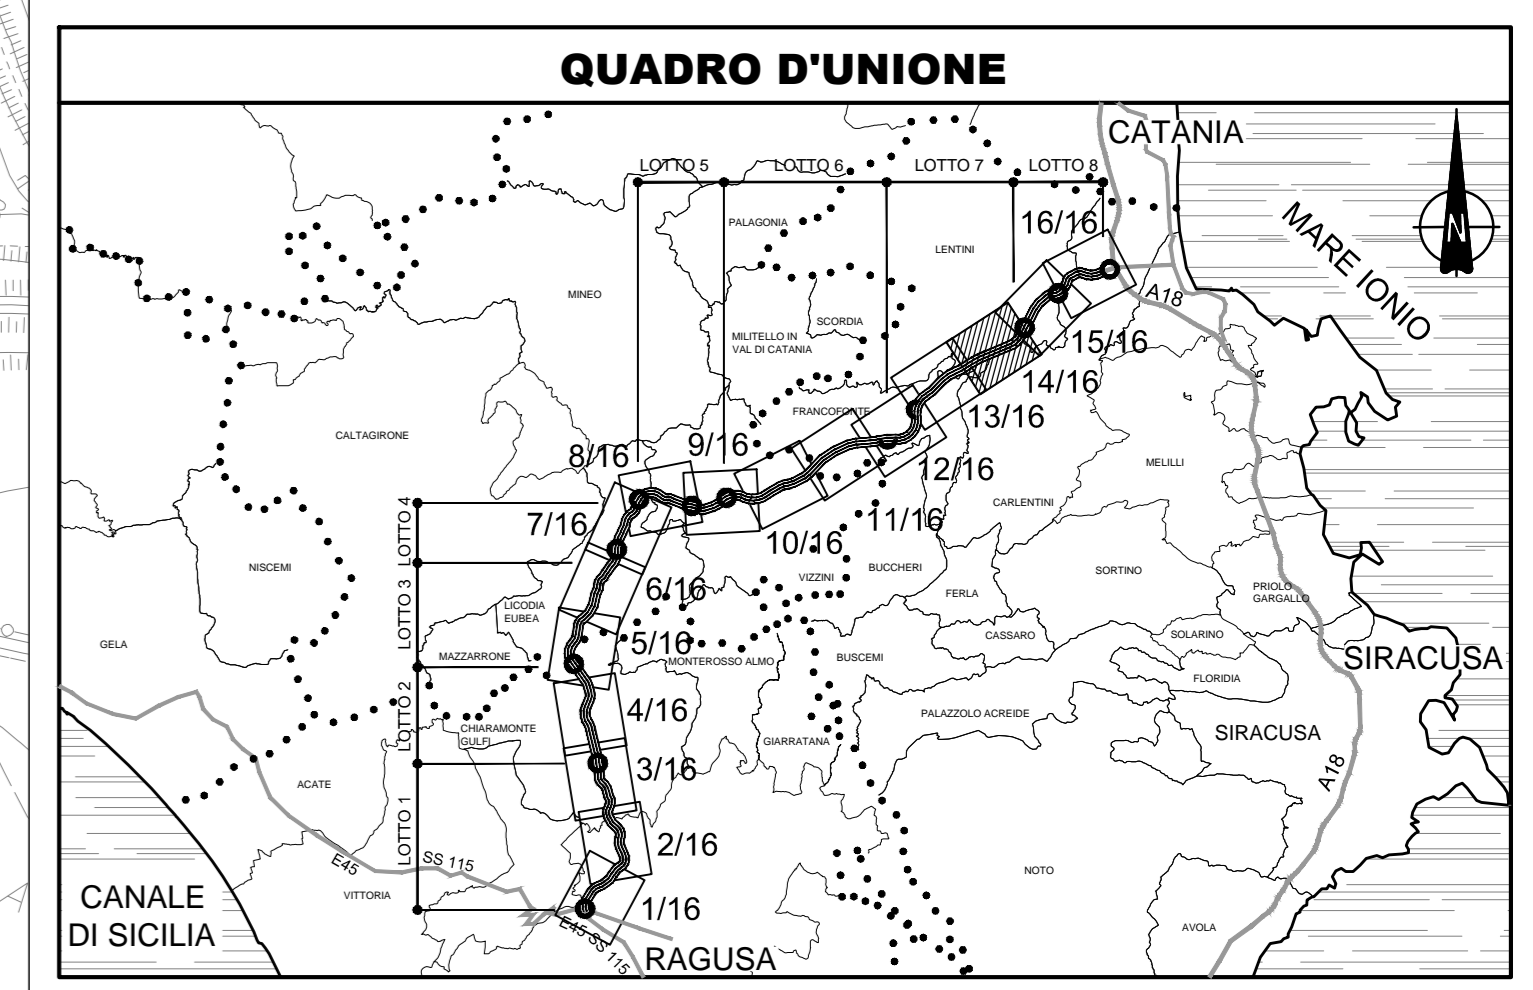 QUADRO D'UNIONE
CATANIA
LOTTO 5
LOTTO 6
LOTTO 7
LOTTO 8
MARE IONIO
N
PALAGONIA
LENTINI
16/16
MINEO
A18
SCORDIA
MILITELLO IN
VAL DI CATANIA
15/16
14/16
FRANCOFONTE
13/16
CALTAGIRONE
9/16
8/16
12/16
MELILLI
CARLENTINI
LOTTO 4
7/16
11/16
10/16
NISCEMI
VIZZINI
BUCCHERI
SORTINO
LOTTO 3
6/16
FERLA
PRIOLO
GARGALLO
LICODIA
EUBEA
GELA
5/16
CASSARO
SOLARINO
MAZZARRONE
MONTEROSSO ALMO
BUSCEMI
SIRACUSA
FLORIDIA
LOTTO 2
4/16
PALAZZOLO ACREIDE
CHIARAMONTE
GULFI
GIARRATANA
SIRACUSA
3/16
A18
ACATE
LOTTO 1
2/16
E45
SS 115
NOTO
VITTORIA
CANALE
DI SICILIA
1/16
AVOLA
E45 SS 115
RAGUSA